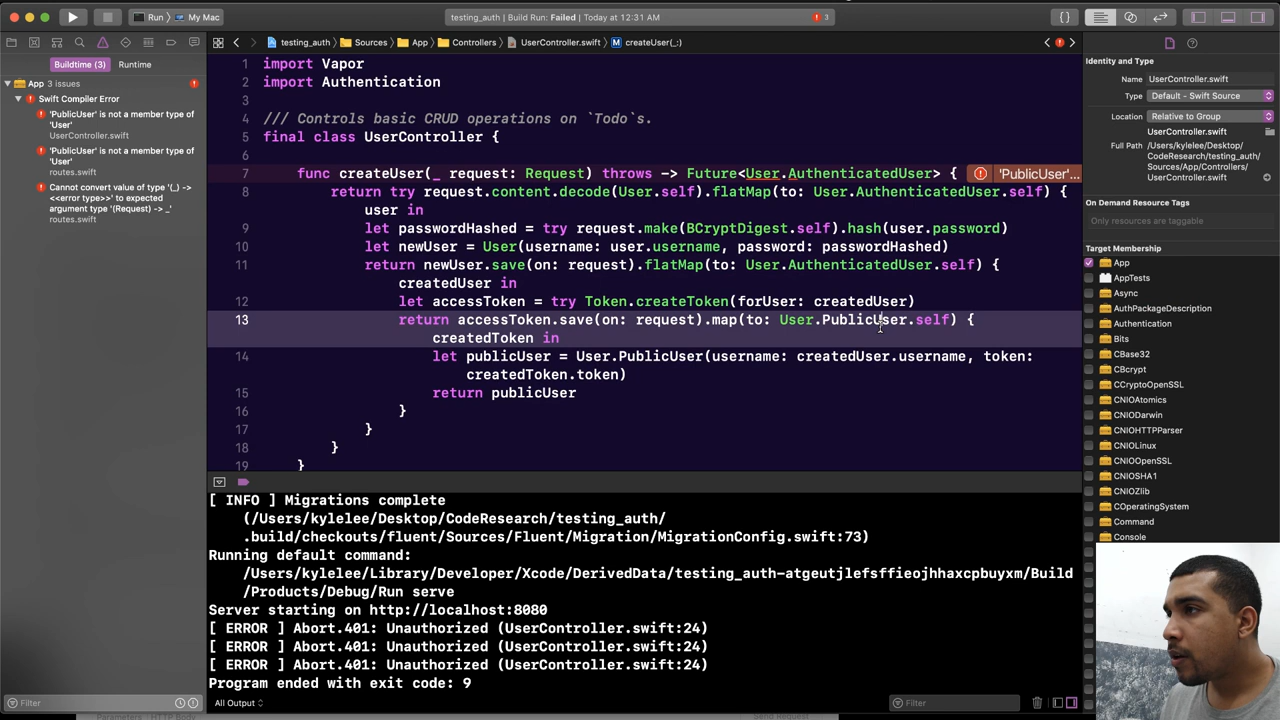 Run
My Mac
testing_auth | Build Run: Failed | Today at 12:31 AM
3
testing_auth
Sources
App
Controllers
UserController.swift
createUser(_:)
Buildtime (3)
Runtime
App 3 issues
Swift Compiler Error
'PublicUser' is not a member type of
'User'
UserController.swift
'PublicUser' is not a member type of
'User'
routes.swift
Cannot convert value of type '(_) ->
<<error type>>' to expected
argument type '(Request) -> _'
routes.swift
Filter
1 import Vapor
2 import Authentication
3
4 /// Controls basic CRUD operations on `Todo`s.
5 final class UserController {
6
7 func createUser(_ request: Request) throws -> Future<User.AuthenticatedUser> { 'PublicUser'...
8 return try request.content.decode(User.self).flatMap(to: User.AuthenticatedUser.self) {
user in
9 let passwordHashed = try request.make(BCryptDigest.self).hash(user.password)
10 let newUser = User(username: user.username, password: passwordHashed)
11 return newUser.save(on: request).flatMap(to: User.AuthenticatedUser.self) {
createdUser in
12 let accessToken = try Token.createToken(forUser: createdUser)
13 return accessToken.save(on: request).map(to: User.PublicUser.self) {
createdToken in
14 let publicUser = User.PublicUser(username: createdUser.username, token:
createdToken.token)
15 return publicUser
16 }
17 }
18 }
19 }
[ INFO ] Migrations complete
(/Users/kylelee/Desktop/CodeResearch/testing_auth/
.build/checkouts/fluent/Sources/Fluent/Migration/MigrationConfig.swift:73)
Running default command:
/Users/kylelee/Library/Developer/Xcode/DerivedData/testing_auth-atgeutjlefsffieojhhaxcpbuyxm/Build
/Products/Debug/Run serve
Server starting on http://localhost:8080
[ ERROR ] Abort.401: Unauthorized (UserController.swift:24)
[ ERROR ] Abort.401: Unauthorized (UserController.swift:24)
[ ERROR ] Abort.401: Unauthorized (UserController.swift:24)
Program ended with exit code: 9
All Output
Filter
Identity and Type
Name UserController.swift
Type Default - Swift Source
Location Relative to Group
UserController.swift
Full Path /Users/kylelee/Desktop/
CodeResearch/testing_auth/
Sources/App/Controllers/
UserController.swift
On Demand Resource Tags
Only resources are taggable
Target Membership
App
AppTests
Async
AuthPackageDescription
Authentication
Bits
CBase32
CBcrypt
CCryptoOpenSSL
CNIOAtomics
CNIODarwin
CNIOHTTPParser
CNIOLinux
CNIOOpenSSL
CNIOSHA1
CNIOZlib
COperatingSystem
Command
Console